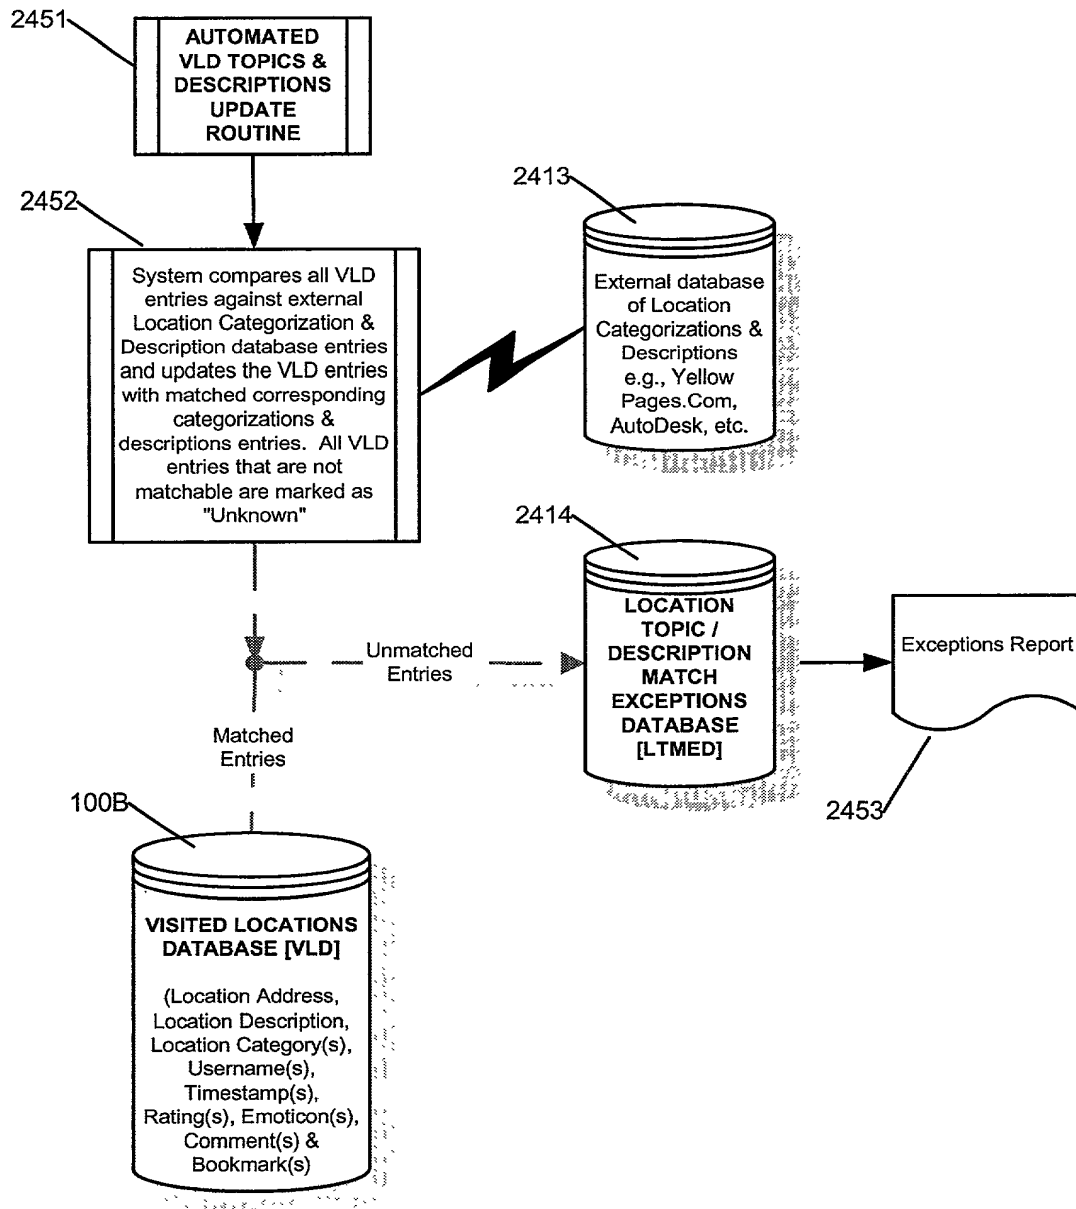 2451
AUTOMATED
VLD TOPICS &
DESCRIPTIONS
UPDATE
ROUTINE
2452
System compares all VLD
entries against external
Location Categorization &
Description database entries
and updates the VLD entries
with matched corresponding
categorizations &
descriptions entries.  All VLD
entries that are not
matchable are marked as
"Unknown"
2413
External database
of Location
Categorizations &
Descriptions
e.g., Yellow
Pages.Com,
AutoDesk, etc.
2414
LOCATION
TOPIC /
DESCRIPTION
MATCH
EXCEPTIONS
DATABASE
[LTMED]
Exceptions Report
2453
Unmatched
Entries
Matched
Entries
100B
VISITED LOCATIONS
DATABASE [VLD]
(Location Address,
Location Description,
Location Category(s),
Username(s),
Timestamp(s),
Rating(s), Emoticon(s),
Comment(s) &
Bookmark(s)